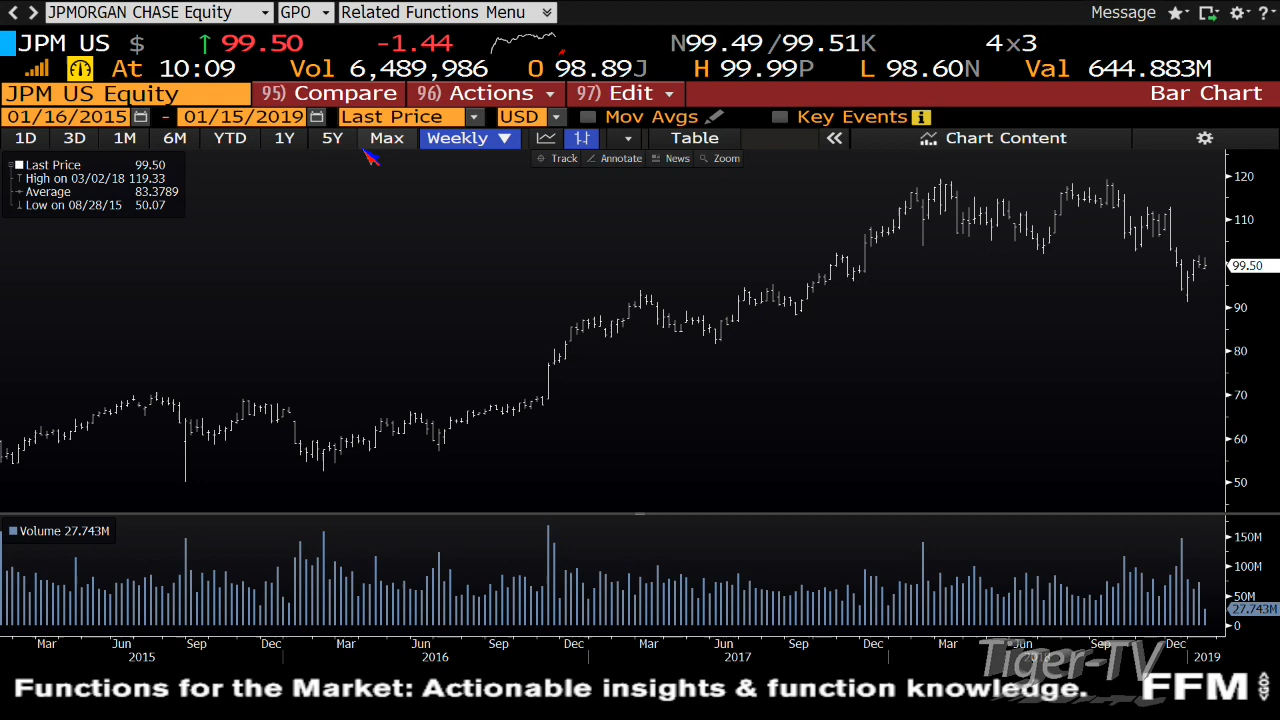 JPMORGAN CHASE Equity GPO Related Functions Menu Message ?
JPM US $ ↑ 99.50 -1.44 N99.49/99.51K 4x3
At 10:09 Vol 6,489,986 O 98.89J H 99.99P L 98.60N Val 644.883M
JPM US Equity 95) Compare 96) Actions 97) Edit Bar Chart
01/16/2015 - 01/15/2019 Last Price USD Mov Avgs Key Events i
1D 3D 1M 6M YTD 1Y 5Y Max Weekly ▼ Table « Chart Content
Track Annotate News Zoom
Last Price 99.50
High on 03/02/18 119.33
Average 83.3789
Low on 08/28/15 50.07
120
110
99.50
90
80
70
60
50
Volume 27.743M
150M
100M
50M
27.743M
0
Mar Jun Sep Dec Mar Jun Sep Dec Mar Jun Sep Dec Mar Jun Sep Dec
2015 2016 2017 2018 2019
Tiger-TV
Functions for the Market: Actionable insights & function knowledge. FFM